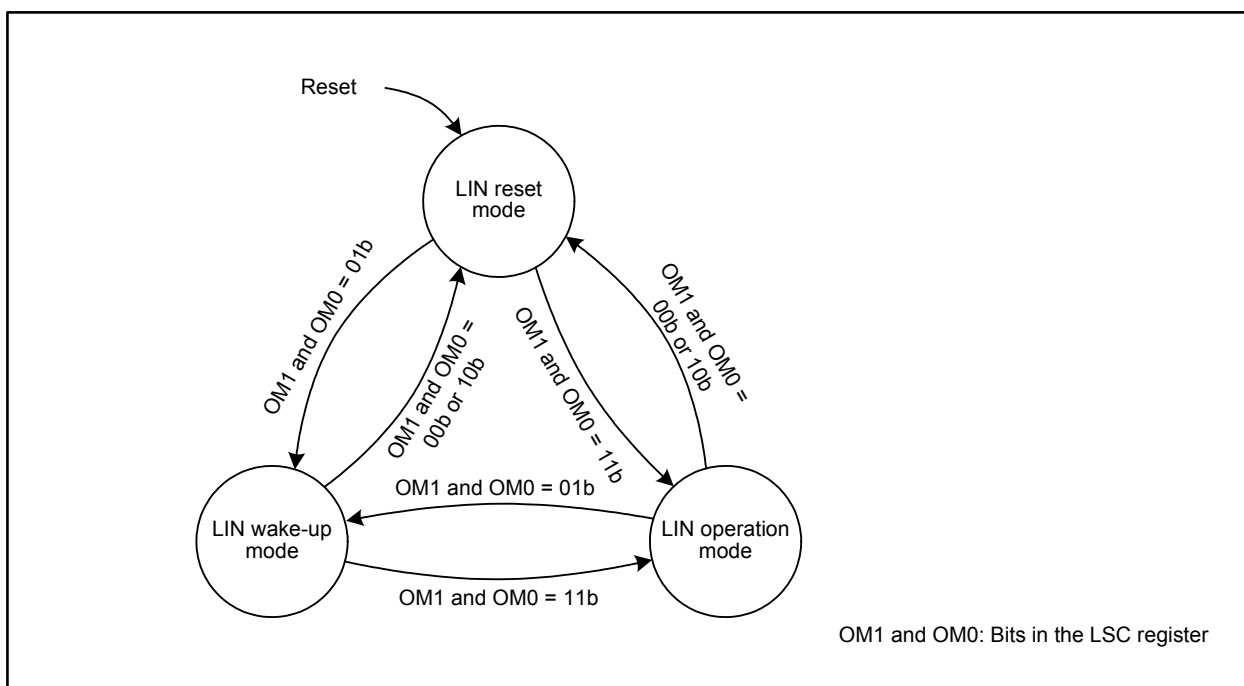 Reset
LIN reset
mode
OM1 and OM0 = 01b
OM1 and OM0 =
00b or 10b
OM1 and OM0 = 11b
OM1 and OM0 =
00b or 10b
OM1 and OM0 = 01b
LIN wake-up
mode
LIN operation
mode
OM1 and OM0 = 11b
OM1 and OM0: Bits in the LSC register